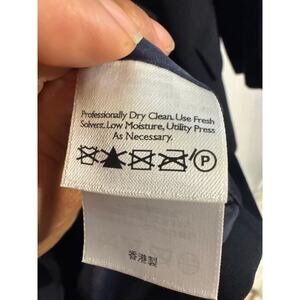 Professionally Dry Clean. Use Fresh
Solvent. Low Moisture, Utility Press
As Necessary.
P
香港製